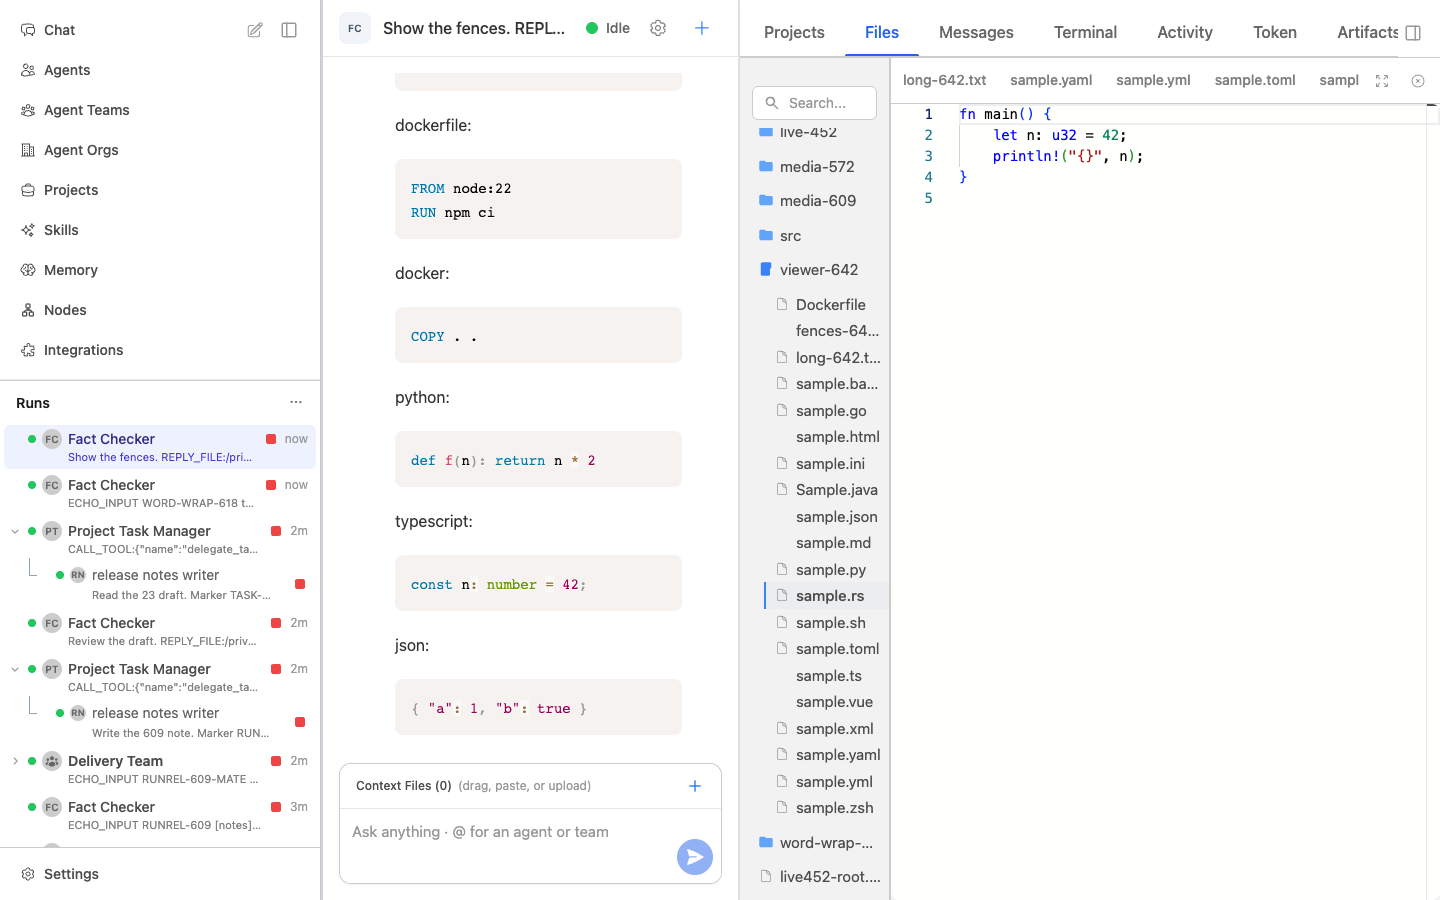 Chat
Agents
Agent Teams
Agent Orgs
Projects
Skills
Memory
Nodes
Integrations
Runs
...
FC Fact Checker now
Show the fences. REPLY_FILE:/pri...
FC Fact Checker now
ECHO_INPUT WORD-WRAP-618 t...
PT Project Task Manager 2m
CALL_TOOL:{"name":"delegate_ta...
RN release notes writer
Read the 23 draft. Marker TASK-...
FC Fact Checker 2m
Review the draft. REPLY_FILE:/priv...
PT Project Task Manager 2m
CALL_TOOL:{"name":"delegate_ta...
RN release notes writer
Write the 609 note. Marker RUN...
Delivery Team 2m
ECHO_INPUT RUNREL-609-MATE ...
FC Fact Checker 3m
ECHO_INPUT RUNREL-609 [notes]...
Settings
FC Show the fences. REPL... Idle
dockerfile:
FROM node:22
RUN npm ci
docker:
COPY . .
python:
def f(n): return n * 2
typescript:
const n: number = 42;
json:
{ "a": 1, "b": true }
Context Files (0) (drag, paste, or upload)
Ask anything · @ for an agent or team
Projects Files Messages Terminal Activity Token Artifacts
Search...
live-452
media-572
media-609
src
viewer-642
Dockerfile
fences-64...
long-642.t...
sample.ba...
sample.go
sample.html
sample.ini
Sample.java
sample.json
sample.md
sample.py
sample.rs
sample.sh
sample.toml
sample.ts
sample.vue
sample.xml
sample.yaml
sample.yml
sample.zsh
word-wrap-...
live452-root....
long-642.txt sample.yaml sample.yml sample.toml sampl
1 fn main() {
2 let n: u32 = 42;
3 println!("{}", n);
4 }
5